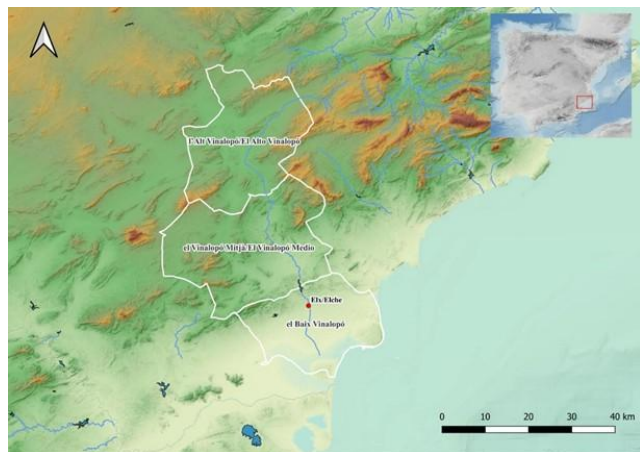 l'Alt Vinalopó/El Alto Vinalopó
el Vinalopó Mitjà/El Vinalopó Medio
Elx/Elche
el Baix Vinalopó
0 10 20 30 40 km